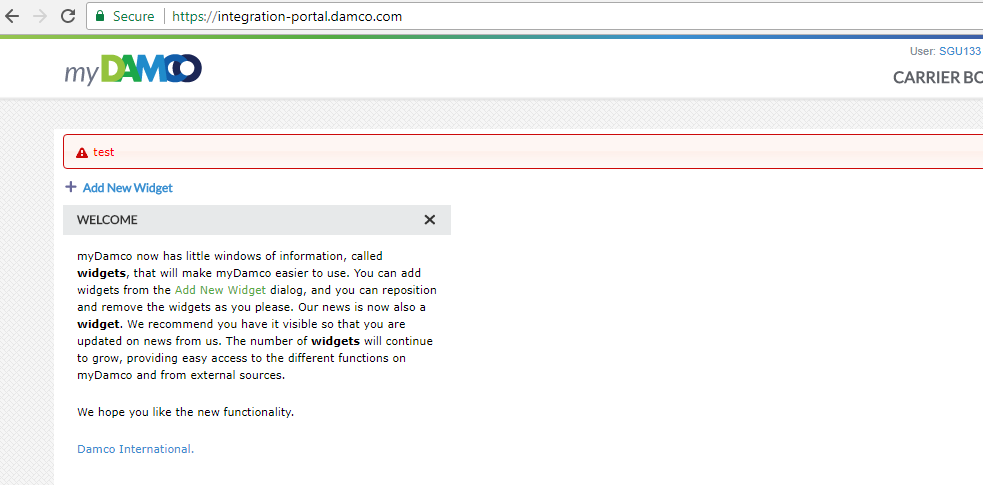 Secure https://integration-portal.damco.com
User: SGU133
myDAMCO
CARRIER BO
test
Add New Widget
WELCOME
myDamco now has little windows of information, called
widgets, that will make myDamco easier to use. You can add
widgets from the Add New Widget dialog, and you can reposition
and remove the widgets as you please. Our news is now also a
widget. We recommend you have it visible so that you are
updated on news from us. The number of widgets will continue
to grow, providing easy access to the different functions on
myDamco and from external sources.
We hope you like the new functionality.
Damco International.